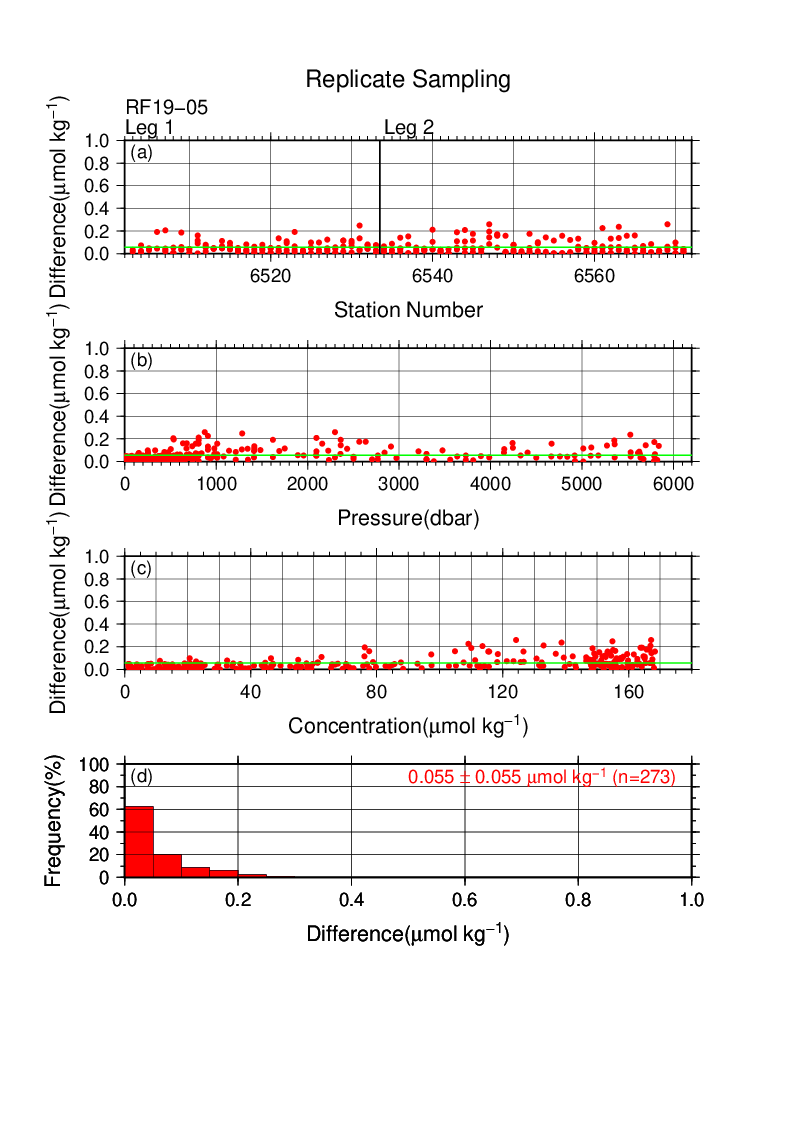 Replicate Sampling
RF19−05
Leg 1 Leg 2
(a)
1.0
0.8
0.6
0.4
0.2
0.0
Difference(μmol kg−1)
6520 6540 6560
Station Number
(b)
1.0
0.8
0.6
0.4
0.2
0.0
Difference(μmol kg−1)
0 1000 2000 3000 4000 5000 6000
Pressure(dbar)
(c)
1.0
0.8
0.6
0.4
0.2
0.0
Difference(μmol kg−1)
0 40 80 120 160
Concentration(μmol kg−1)
(d)
0.055 ± 0.055 μmol kg−1 (n=273)
100
80
60
40
20
0
Frequency(%)
0.0 0.2 0.4 0.6 0.8 1.0
Difference(μmol kg−1)